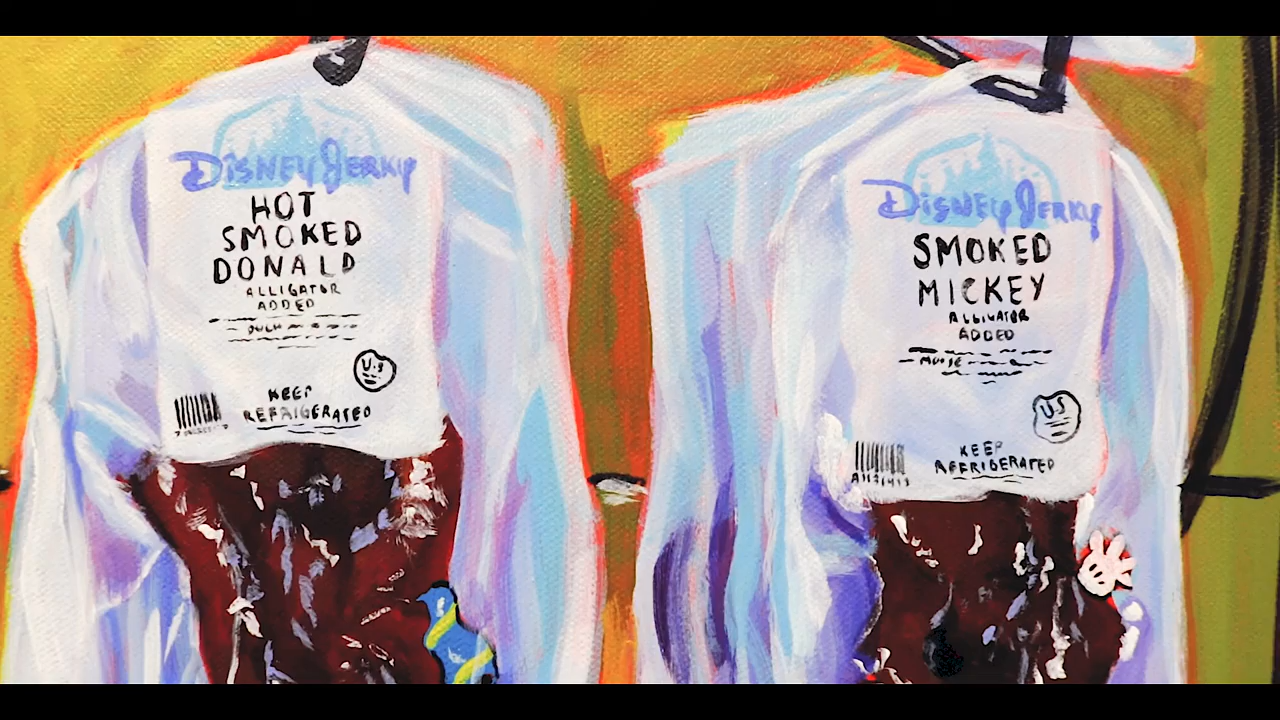 DISNEY JERKY
HOT
SMOKED
DONALD
ALLIGATOR
ADDED
U.S
KEEP
REFRIGERATED
DISNEY JERKY
SMOKED
MICKEY
ALLIGATOR
ADDED
U.S
KEEP
REFRIGERATED